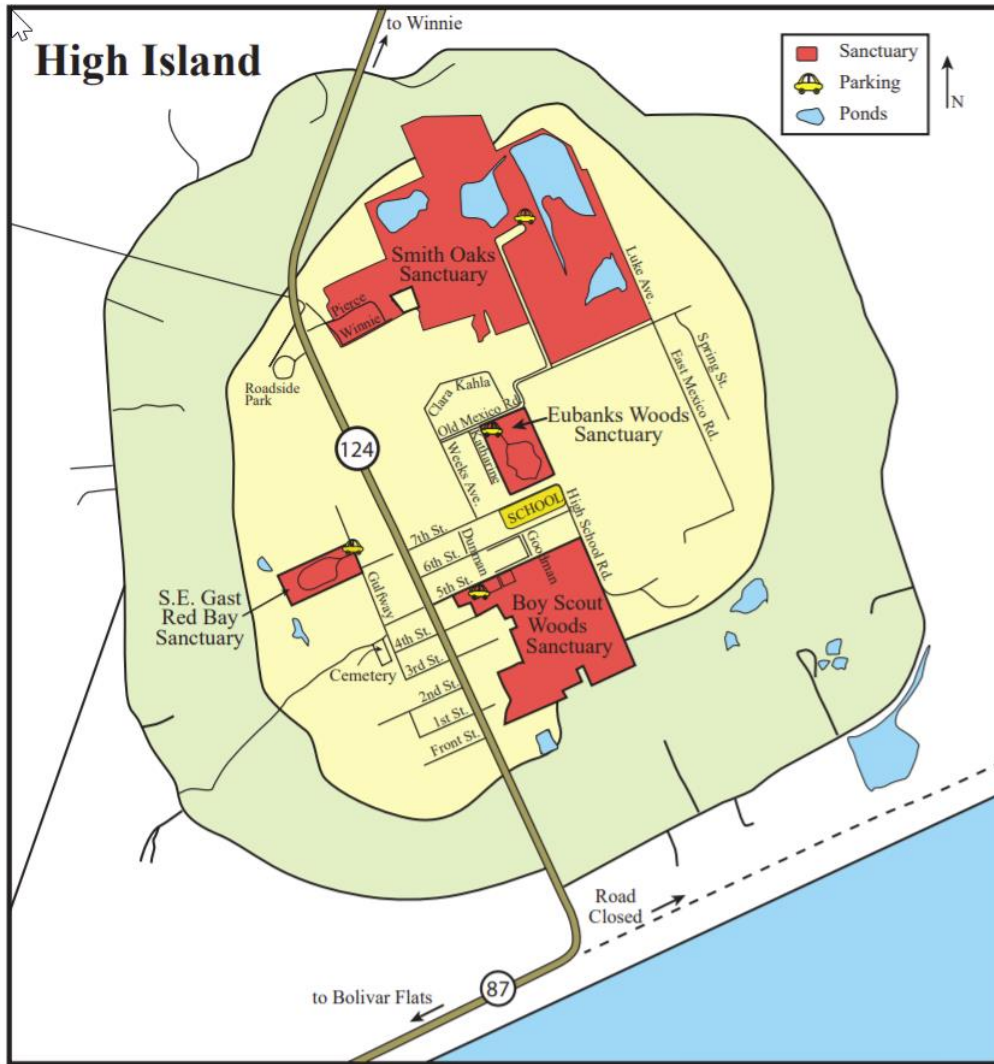 to Winnie
High Island
Sanctuary
Parking
Ponds
N
Smith Oaks
Sanctuary
Luke Ave.
Pierce
Winnie
Spring St.
East Mexico Rd.
Roadside
Park
Clara
Kahla
Old Mexico Rd.
Eubanks Woods
Sanctuary
Katharine
Weeks Ave.
124
SCHOOL
High School Rd.
7th St.
6th St.
5th St.
Dunman
Goodman
Gulfway
S.E. Gast
Red Bay
Sanctuary
Boy Scout
Woods
Sanctuary
4th St.
3rd St.
Cemetery
2nd St.
1st St.
Front St.
Road
Closed
87
to Bolivar Flats